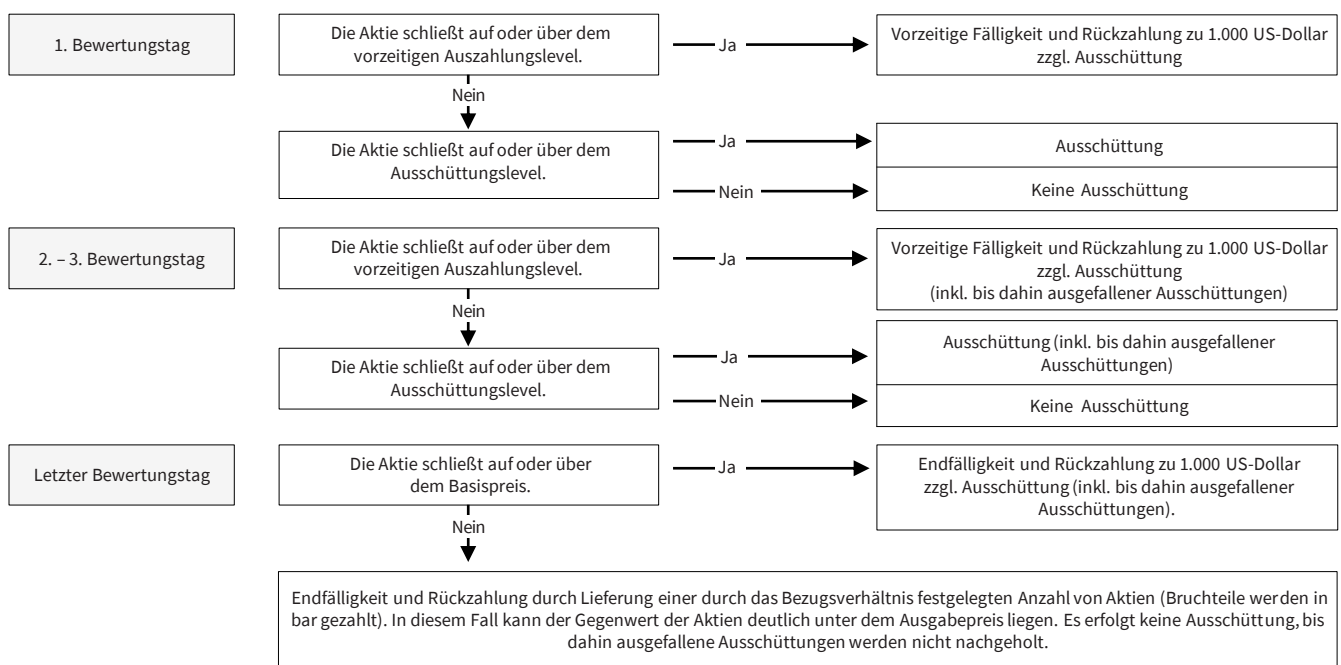 1. Bewertungstag
Die Aktie schließt auf oder über dem
vorzeitigen Auszahlungslevel.
Ja
Vorzeitige Fälligkeit und Rückzahlung zu 1.000 US-Dollar
zzgl. Ausschüttung
Nein
Die Aktie schließt auf oder über dem
Ausschüttungslevel.
Ja
Ausschüttung
Nein
Keine Ausschüttung
2. – 3. Bewertungstag
Die Aktie schließt auf oder über dem
vorzeitigen Auszahlungslevel.
Ja
Vorzeitige Fälligkeit und Rückzahlung zu 1.000 US-Dollar
zzgl. Ausschüttung
(inkl. bis dahin ausgefallener Ausschüttungen)
Nein
Die Aktie schließt auf oder über dem
Ausschüttungslevel.
Ja
Ausschüttung (inkl. bis dahin ausgefallener
Ausschüttungen)
Nein
Keine Ausschüttung
Letzter Bewertungstag
Die Aktie schließt auf oder über
dem Basispreis.
Ja
Endfälligkeit und Rückzahlung zu 1.000 US-Dollar
zzgl. Ausschüttung (inkl. bis dahin ausgefallener
Ausschüttungen).
Nein
Endfälligkeit und Rückzahlung durch Lieferung einer durch das Bezugsverhältnis festgelegten Anzahl von Aktien (Bruchteile werden in
bar gezahlt). In diesem Fall kann der Gegenwert der Aktien deutlich unter dem Ausgabepreis liegen. Es erfolgt keine Ausschüttung, bis
dahin ausgefallene Ausschüttungen werden nicht nachgeholt.